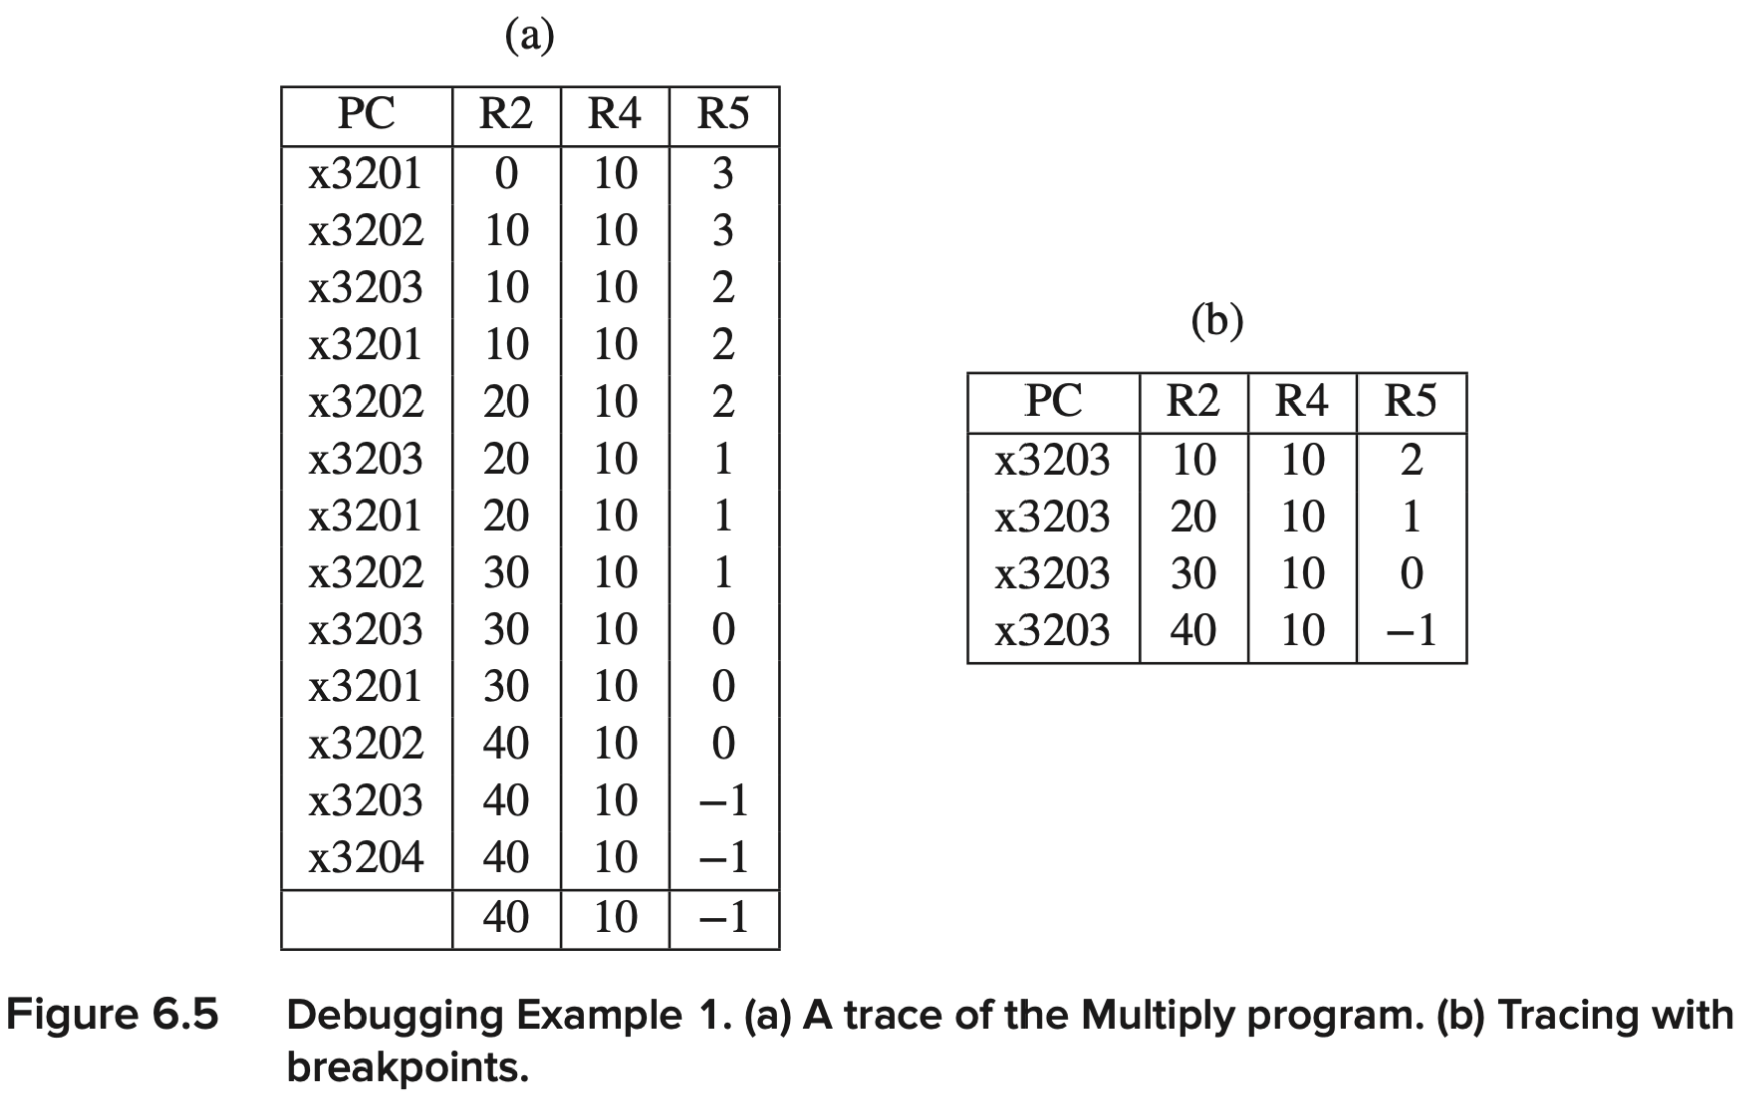 (a)
PC R2 R4 R5
x3201 0 10 3
x3202 10 10 3
x3203 10 10 2
x3201 10 10 2
x3202 20 10 2
x3203 20 10 1
x3201 20 10 1
x3202 30 10 1
x3203 30 10 0
x3201 30 10 0
x3202 40 10 0
x3203 40 10 −1
x3204 40 10 −1
40 10 −1
(b)
PC R2 R4 R5
x3203 10 10 2
x3203 20 10 1
x3203 30 10 0
x3203 40 10 −1
Figure 6.5 Debugging Example 1. (a) A trace of the Multiply program. (b) Tracing with
breakpoints.